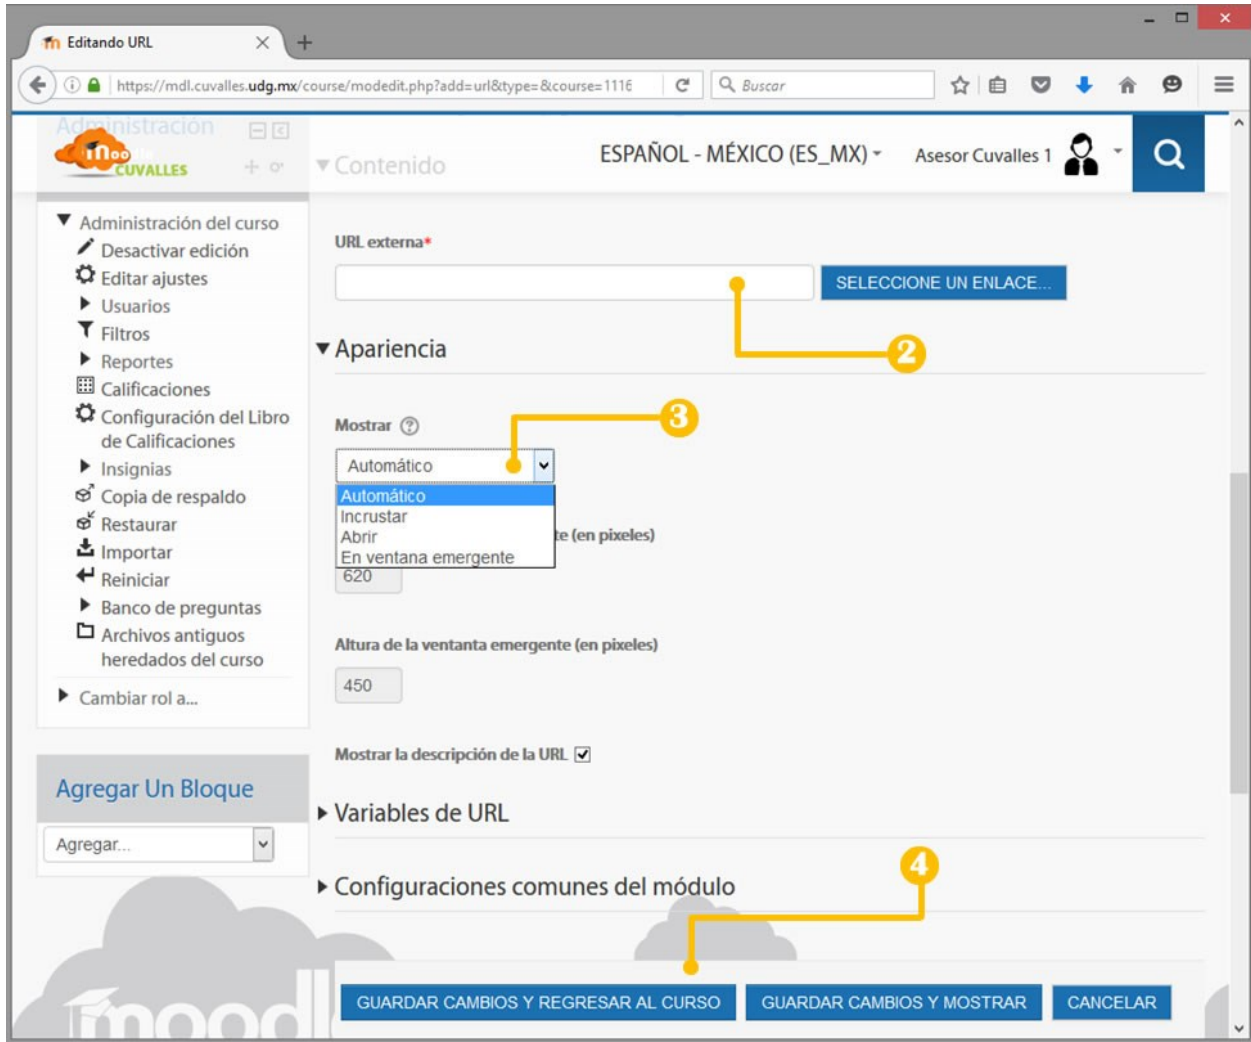 Editando URL
https://mdl.cuvalles.udg.mx/course/modedit.php?add=url&type=&course=1116
Buscar
Administración
moodle
CUVALLES
Contenido
ESPAÑOL - MÉXICO (ES_MX)
Asesor Cuvalles 1
Administración del curso
Desactivar edición
Editar ajustes
Usuarios
Filtros
Reportes
Calificaciones
Configuración del Libro
de Calificaciones
Insignias
Copia de respaldo
Restaurar
Importar
Reiniciar
Banco de preguntas
Archivos antiguos
heredados del curso
Cambiar rol a...
Agregar Un Bloque
Agregar...
URL externa*
SELECCIONE UN ENLACE...
2
Apariencia
3
Mostrar
Automático
Automático
Incrustar
Abrir
En ventana emergente
te (en pixeles)
620
Altura de la ventanta emergente (en pixeles)
450
Mostrar la descripción de la URL
Variables de URL
4
Configuraciones comunes del módulo
GUARDAR CAMBIOS Y REGRESAR AL CURSO
GUARDAR CAMBIOS Y MOSTRAR
CANCELAR
moodl